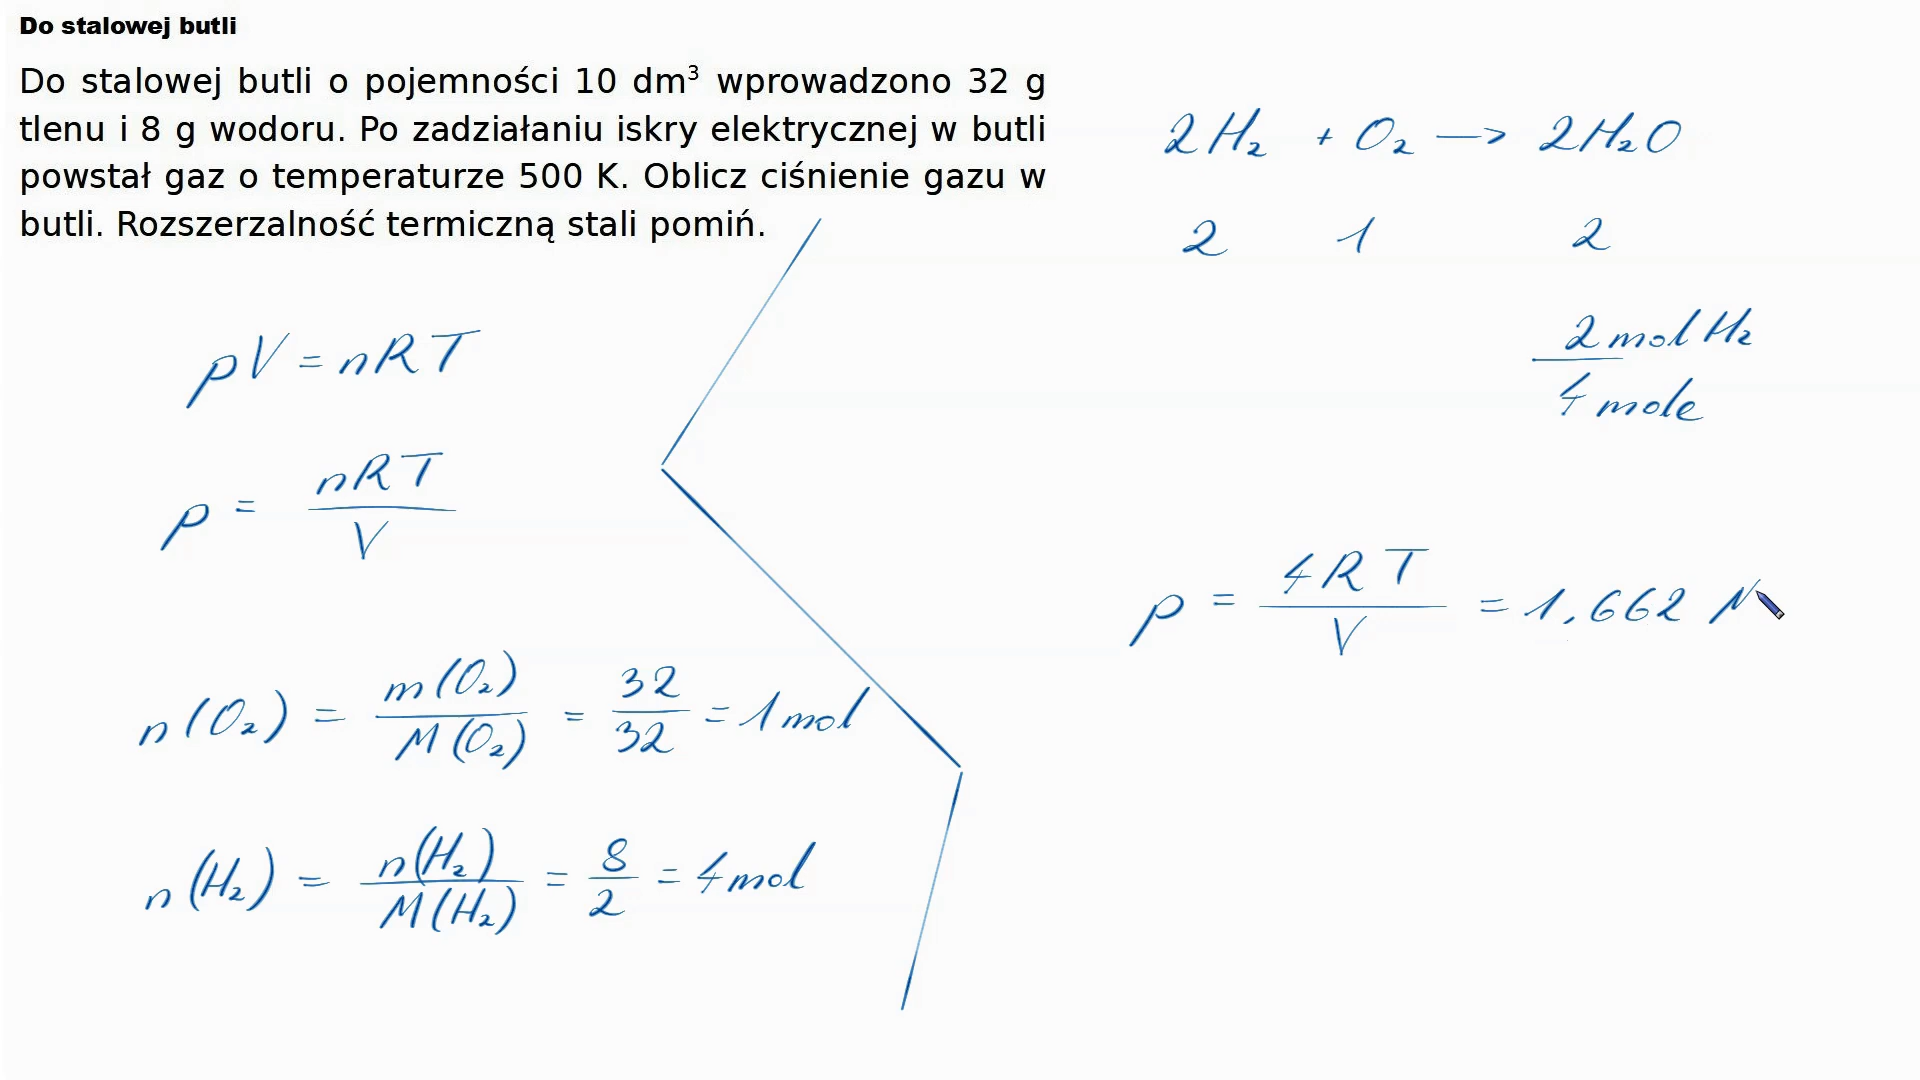 Do stalowej butli
Do stalowej butli o pojemności 10 dm³ wprowadzono 32 g
tlenu i 8 g wodoru. Po zadziałaniu iskry elektrycznej w butli
powstał gaz o temperaturze 500 K. Oblicz ciśnienie gazu w
butli. Rozszerzalność termiczną stali pomiń.
pV = nRT
p = nRT / V
n(O₂) = m(O₂) / M(O₂) = 32 / 32 = 1 mol
n(H₂) = n(H₂) / M(H₂) = 8 / 2 = 4 mol
2H₂ + O₂ —> 2H₂O
2 1 2
2 mol H₂
4 mole
p = 4RT / V = 1,662